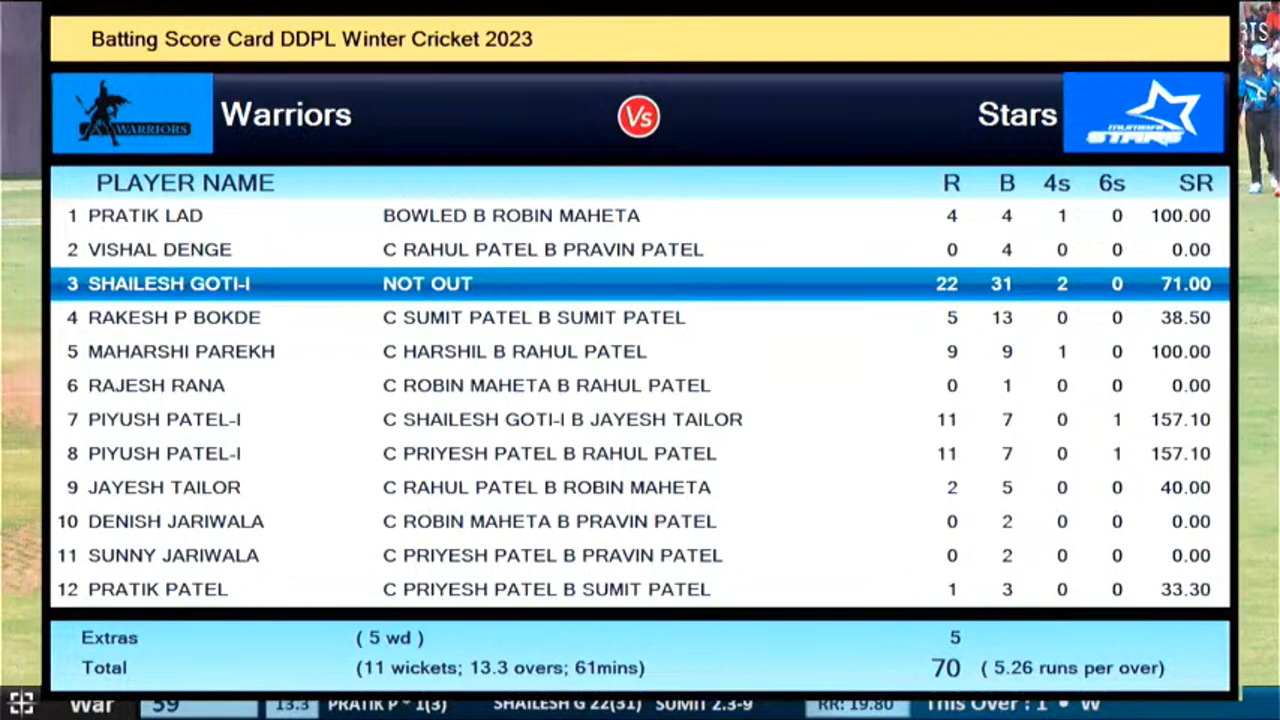 Batting Score Card DDPL Winter Cricket 2023
WARRIORS Warriors Vs Stars MUMBAI STARS
PLAYER NAME R B 4s 6s SR
1 PRATIK LAD BOWLED B ROBIN MAHETA 4 4 1 0 100.00
2 VISHAL DENGE C RAHUL PATEL B PRAVIN PATEL 0 4 0 0 0.00
3 SHAILESH GOTI-I NOT OUT 22 31 2 0 71.00
4 RAKESH P BOKDE C SUMIT PATEL B SUMIT PATEL 5 13 0 0 38.50
5 MAHARSHI PAREKH C HARSHIL B RAHUL PATEL 9 9 1 0 100.00
6 RAJESH RANA C ROBIN MAHETA B RAHUL PATEL 0 1 0 0 0.00
7 PIYUSH PATEL-I C SHAILESH GOTI-I B JAYESH TAILOR 11 7 0 1 157.10
8 PIYUSH PATEL-I C PRIYESH PATEL B RAHUL PATEL 11 7 0 1 157.10
9 JAYESH TAILOR C RAHUL PATEL B ROBIN MAHETA 2 5 0 0 40.00
10 DENISH JARIWALA C ROBIN MAHETA B PRAVIN PATEL 0 2 0 0 0.00
11 SUNNY JARIWALA C PRIYESH PATEL B PRAVIN PATEL 0 2 0 0 0.00
12 PRATIK PATEL C PRIYESH PATEL B SUMIT PATEL 1 3 0 0 33.30
Extras ( 5 wd ) 5
Total (11 wickets; 13.3 overs; 61mins) 70 ( 5.26 runs per over)
War 59 13.3 PRATIK P * 1(3) SHAILESH G 22(31) SUMIT 2.3-9 RR: 19.80 This Over : 1 • W